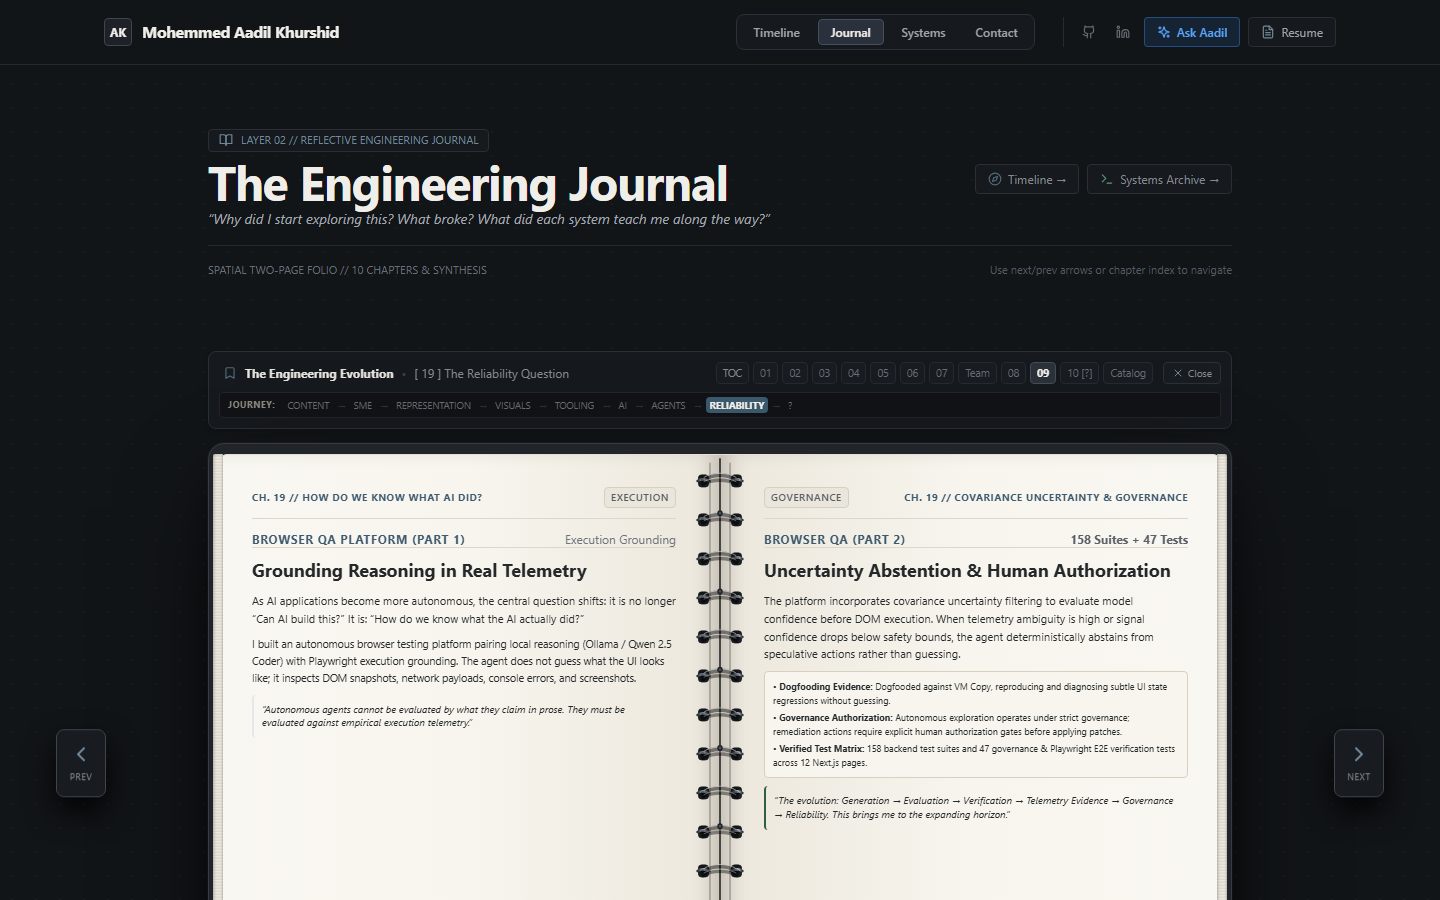 AK Mohemmed Aadil Khurshid
Timeline Journal Systems Contact
Ask Aadil
Resume
LAYER 02 // REFLECTIVE ENGINEERING JOURNAL
The Engineering Journal
"Why did I start exploring this? What broke? What did each system teach me along the way?"
Timeline →
Systems Archive →
SPATIAL TWO-PAGE FOLIO // 10 CHAPTERS & SYNTHESIS
Use next/prev arrows or chapter index to navigate
The Engineering Evolution • [ 19 ] The Reliability Question
TOC 01 02 03 04 05 06 07 Team 08 09 10 [?] Catalog × Close
JOURNEY: CONTENT → SME → REPRESENTATION → VISUALS → TOOLING → AI → AGENTS → RELIABILITY → ?
CH. 19 // HOW DO WE KNOW WHAT AI DID?
EXECUTION
BROWSER QA PLATFORM (PART 1)
Execution Grounding
Grounding Reasoning in Real Telemetry
As AI applications become more autonomous, the central question shifts: it is no longer
“Can AI build this?” It is: “How do we know what the AI actually did?”
I built an autonomous browser testing platform pairing local reasoning (Ollama / Qwen 2.5
Coder) with Playwright execution grounding. The agent does not guess what the UI looks
like; it inspects DOM snapshots, network payloads, console errors, and screenshots.
"Autonomous agents cannot be evaluated by what they claim in prose. They must be
evaluated against empirical execution telemetry."
GOVERNANCE
CH. 19 // COVARIANCE UNCERTAINTY & GOVERNANCE
BROWSER QA (PART 2)
158 Suites + 47 Tests
Uncertainty Abstention & Human Authorization
The platform incorporates covariance uncertainty filtering to evaluate model
confidence before DOM execution. When telemetry ambiguity is high or signal
confidence drops below safety bounds, the agent deterministically abstains from
speculative actions rather than guessing.
• Dogfooding Evidence: Dogfooded against VM Copy, reproducing and diagnosing subtle UI state
regressions without guessing.
• Governance Authorization: Autonomous exploration operates under strict governance;
remediation actions require explicit human authorization gates before applying patches.
• Verified Test Matrix: 158 backend test suites and 47 governance & Playwright E2E verification tests
across 12 Next.js pages.
"The evolution: Generation → Evaluation → Verification → Telemetry Evidence → Governance
→ Reliability. This brings me to the expanding horizon."
PREV
NEXT